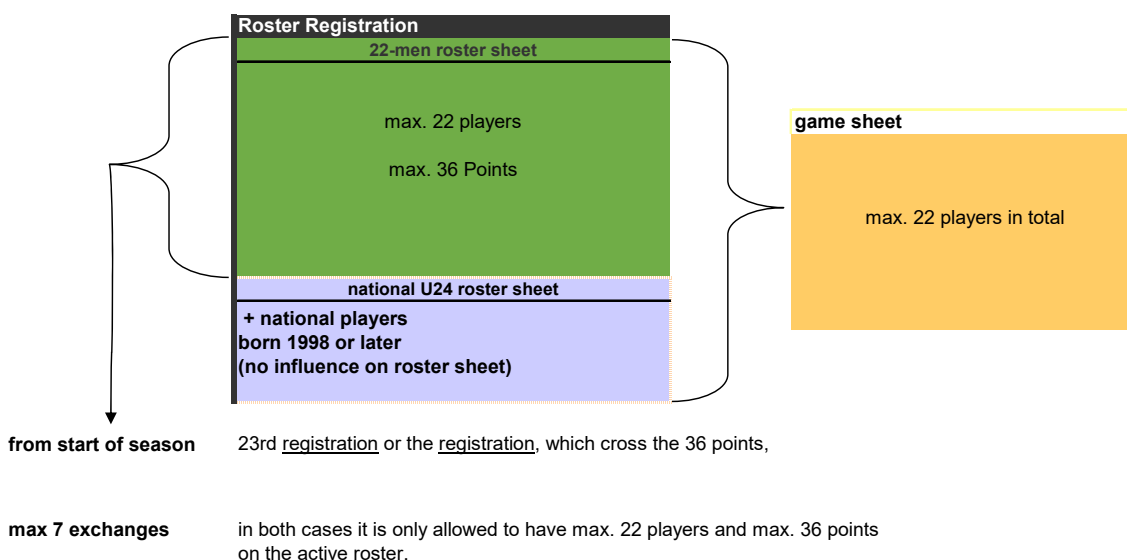 Roster Registration
22-men roster sheet
max. 22 players
max. 36 Points
game sheet
max. 22 players in total
national U24 roster sheet
+ national players
born 1998 or later
(no influence on roster sheet)
from start of season
23rd registration or the registration, which cross the 36 points,
max 7 exchanges
in both cases it is only allowed to have max. 22 players and max. 36 points
on the active roster.